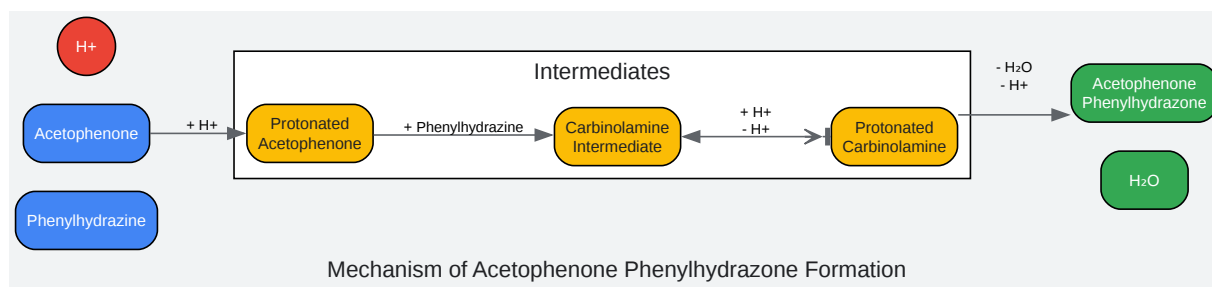 H+
Acetophenone
Phenylhydrazine
+ H+
Intermediates
Protonated
Acetophenone
+ Phenylhydrazine
Carbinolamine
Intermediate
+ H+
- H+
Protonated
Carbinolamine
- H₂O
- H+
Acetophenone
Phenylhydrazone
H₂O
Mechanism of Acetophenone Phenylhydrazone Formation